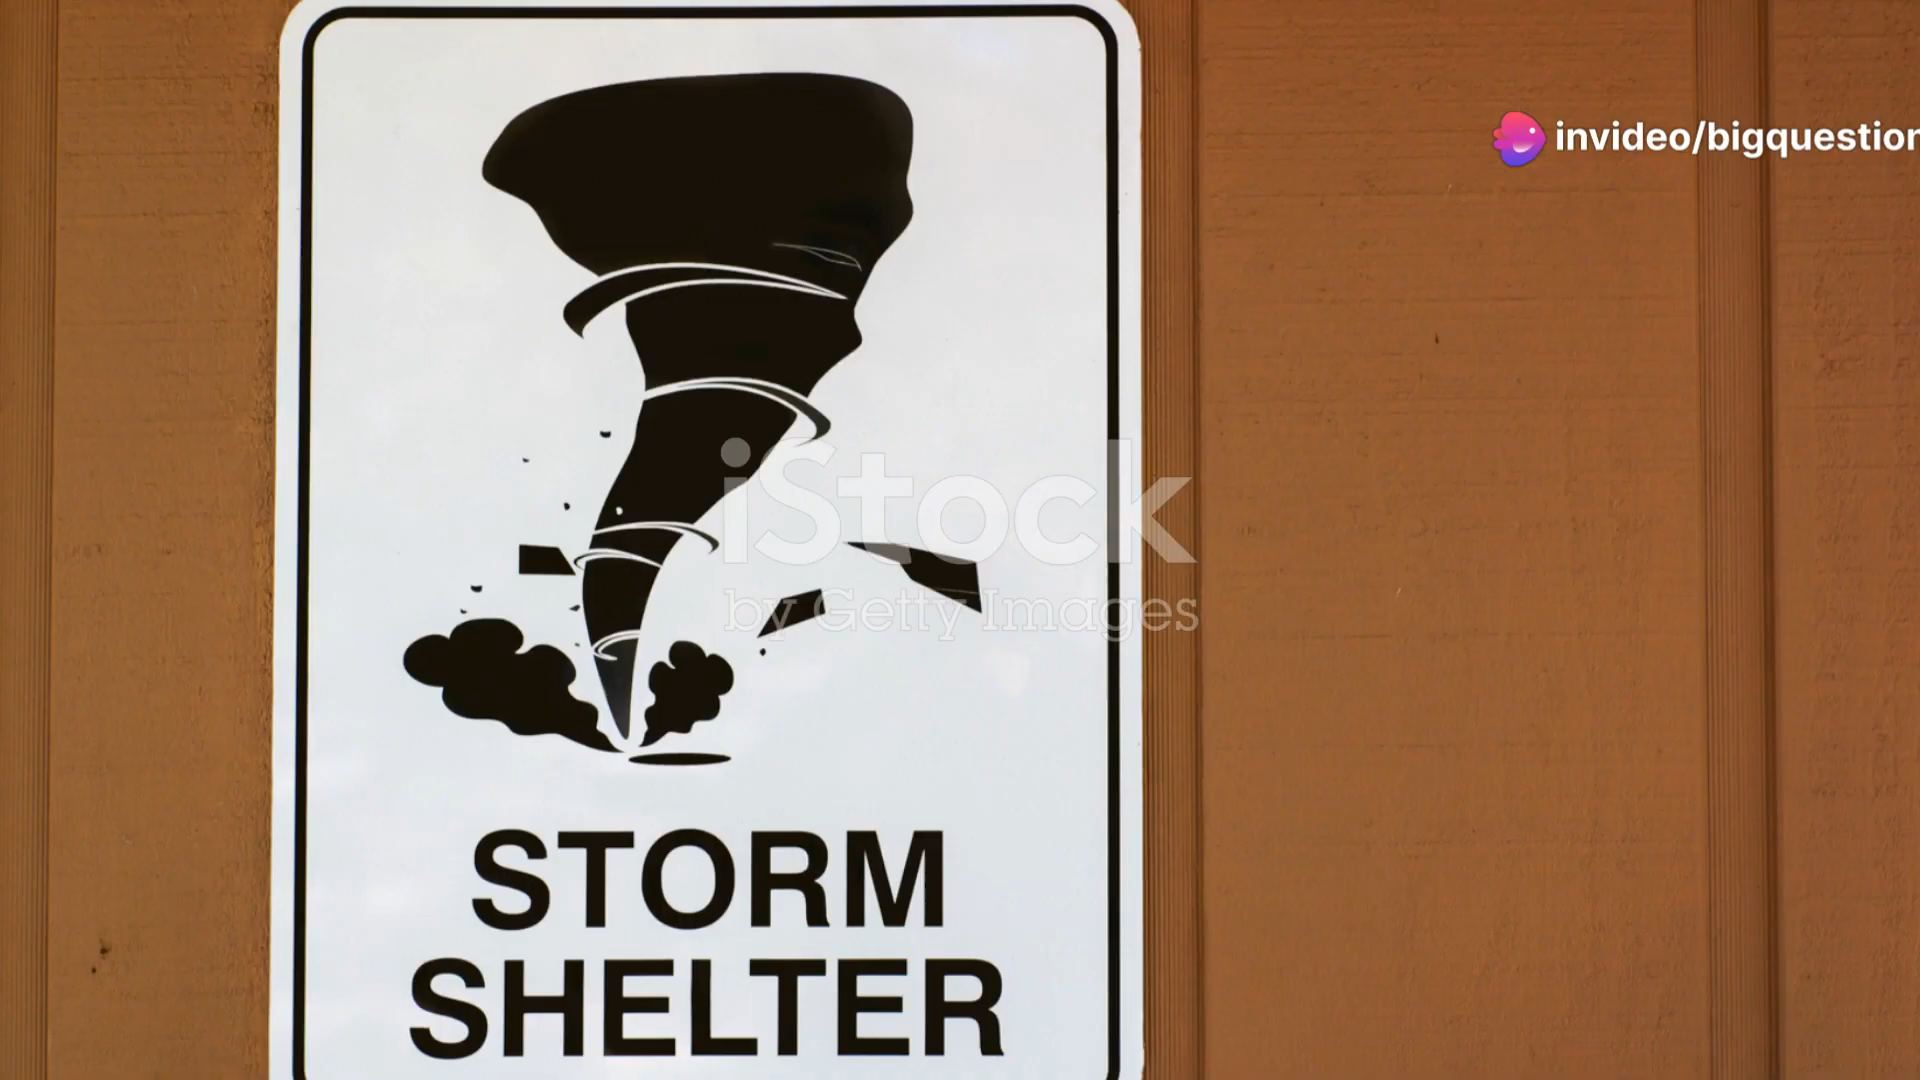 invideo/bigquestion
iStock
by Getty Images
STORM
SHELTER